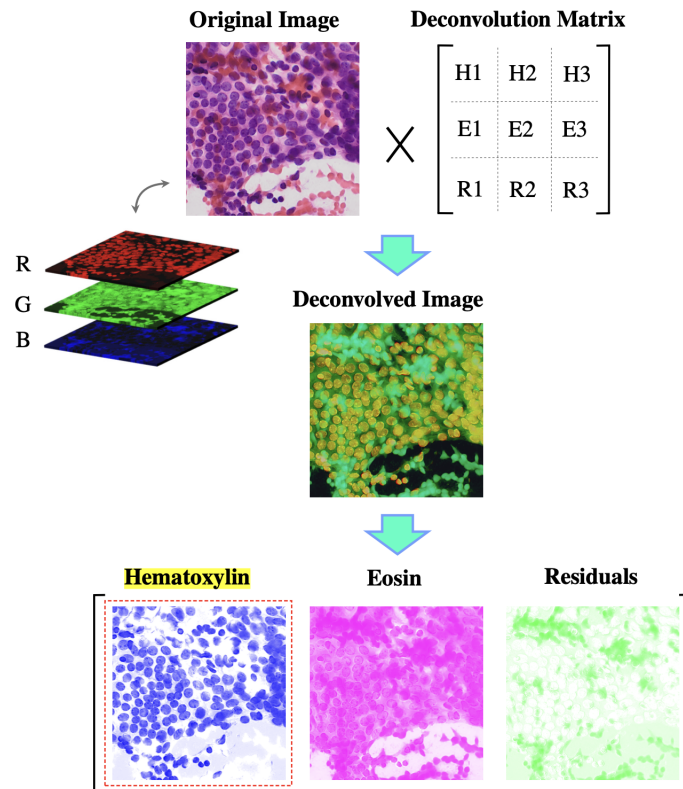 Original Image
Deconvolution Matrix
H1 H2 H3
E1 E2 E3
R1 R2 R3
R
G
B
Deconvolved Image
Hematoxylin
Eosin
Residuals